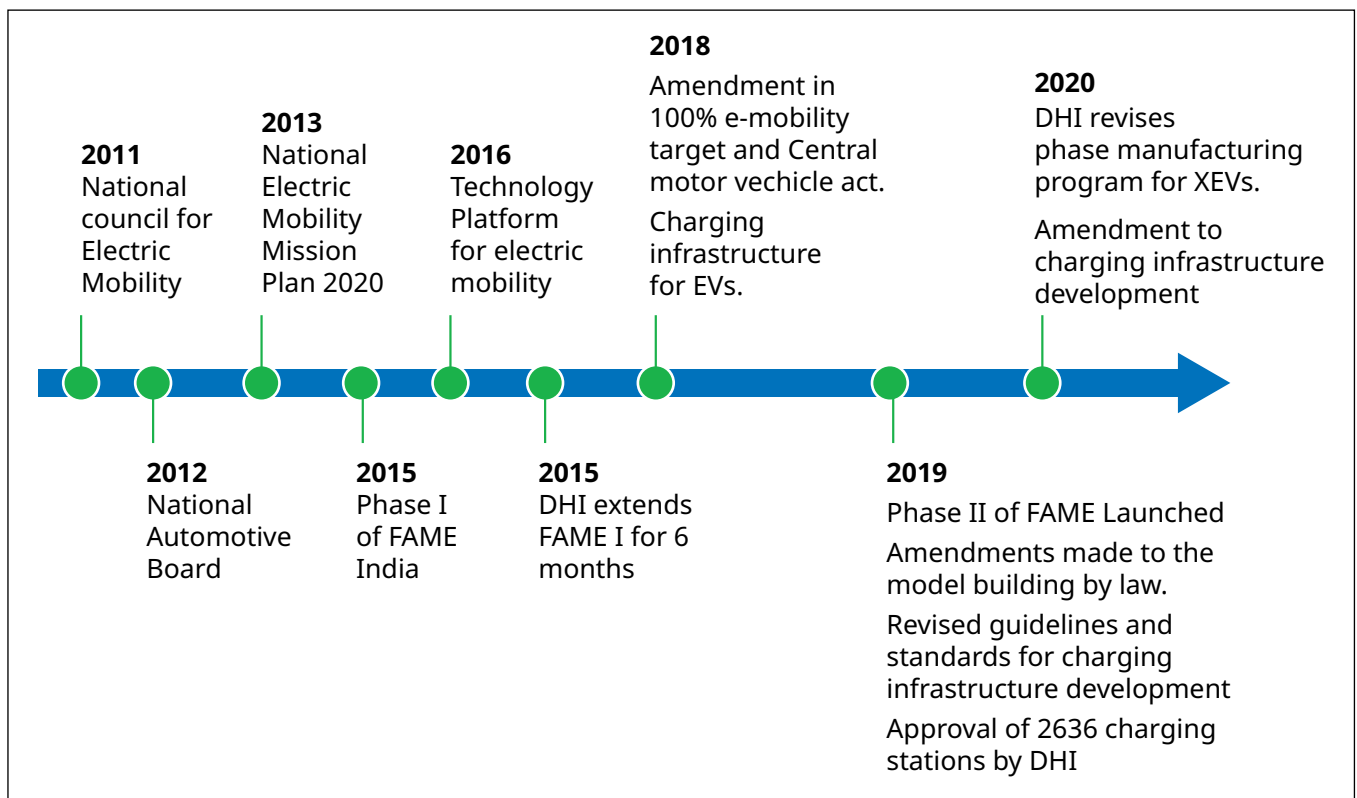 2011
National
council for
Electric
Mobility
2012
National
Automotive
Board
2013
National
Electric
Mobility
Mission
Plan 2020
2015
Phase I
of FAME
India
2016
Technology
Platform
for electric
mobility
2015
DHI extends
FAME I for 6
months
2018
Amendment in
100% e-mobility
target and Central
motor vechicle act.
Charging
infrastructure
for EVs.
2019
Phase II of FAME Launched
Amendments made to the
model building by law.
Revised guidelines and
standards for charging
infrastructure development
Approval of 2636 charging
stations by DHI
2020
DHI revises
phase manufacturing
program for XEVs.
Amendment to
charging infrastructure
development